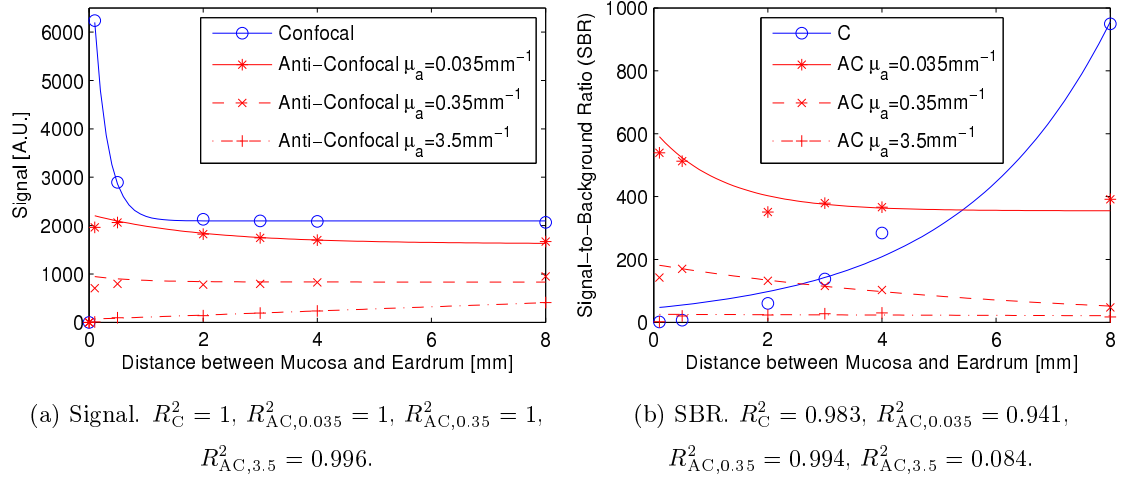 6000
5000
4000
3000
2000
1000
0
Signal [A.U.]
Confocal
Anti−Confocal μa=0.035mm−1
Anti−Confocal μa=0.35mm−1
Anti−Confocal μa=3.5mm−1
0 2 4 6 8
Distance between Mucosa and Eardrum [mm]
1000
800
600
400
200
0
Signal−to−Background Ratio (SBR)
C
AC μa=0.035mm−1
AC μa=0.35mm−1
AC μa=3.5mm−1
0 2 4 6 8
Distance between Mucosa and Eardrum [mm]
(a) Signal. R²C = 1, R²AC,0.035 = 1, R²AC,0.35 = 1,
R²AC,3.5 = 0.996.
(b) SBR. R²C = 0.983, R²AC,0.035 = 0.941,
R²AC,0.35 = 0.994, R²AC,3.5 = 0.084.